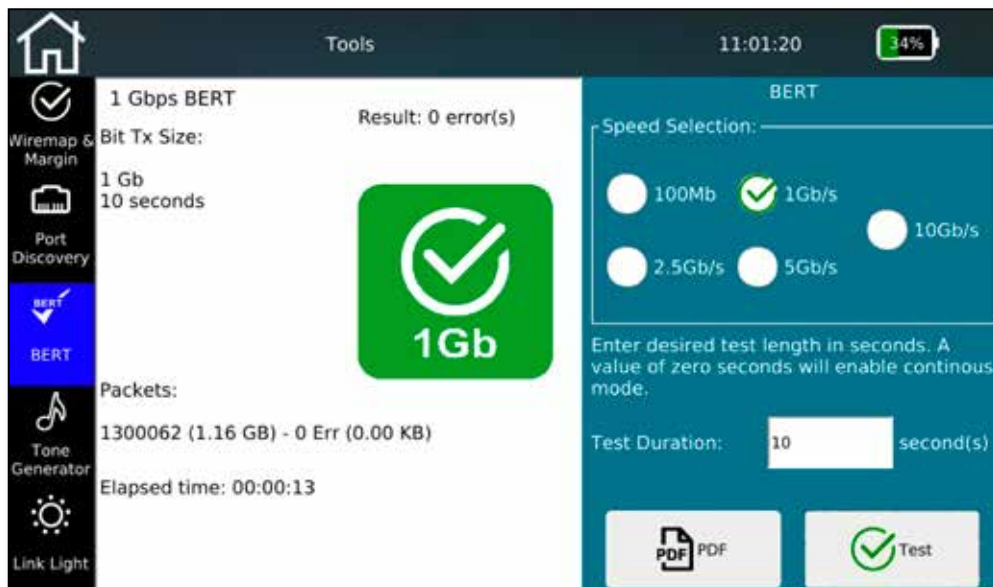 Tools
11:01:20
34%
Wiremap &
Margin
Port
Discovery
BERT
BERT
Tone
Generator
Link Light
1 Gbps BERT
Result: 0 error(s)
Bit Tx Size:
1 Gb
10 seconds
1Gb
Packets:
1300062 (1.16 GB) - 0 Err (0.00 KB)
Elapsed time: 00:00:13
BERT
Speed Selection:
100Mb
1Gb/s
10Gb/s
2.5Gb/s
5Gb/s
Enter desired test length in seconds. A
value of zero seconds will enable continous
mode.
Test Duration:
10
second(s)
PDF
PDF
Test